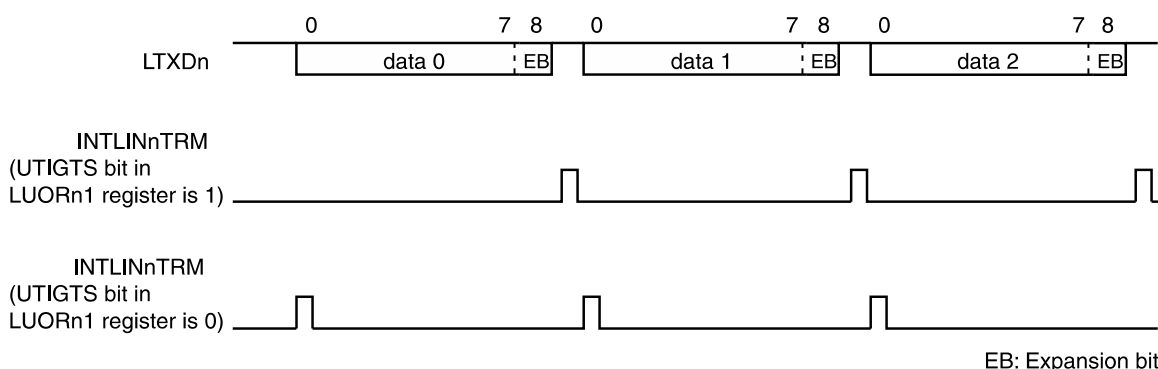 0 7 8 0 7 8 0 7 8
LTXDn data 0 EB data 1 EB data 2 EB
INTLINnTRM
(UTIGTS bit in
LUORn1 register is 1)
INTLINnTRM
(UTIGTS bit in
LUORn1 register is 0)
EB: Expansion bit